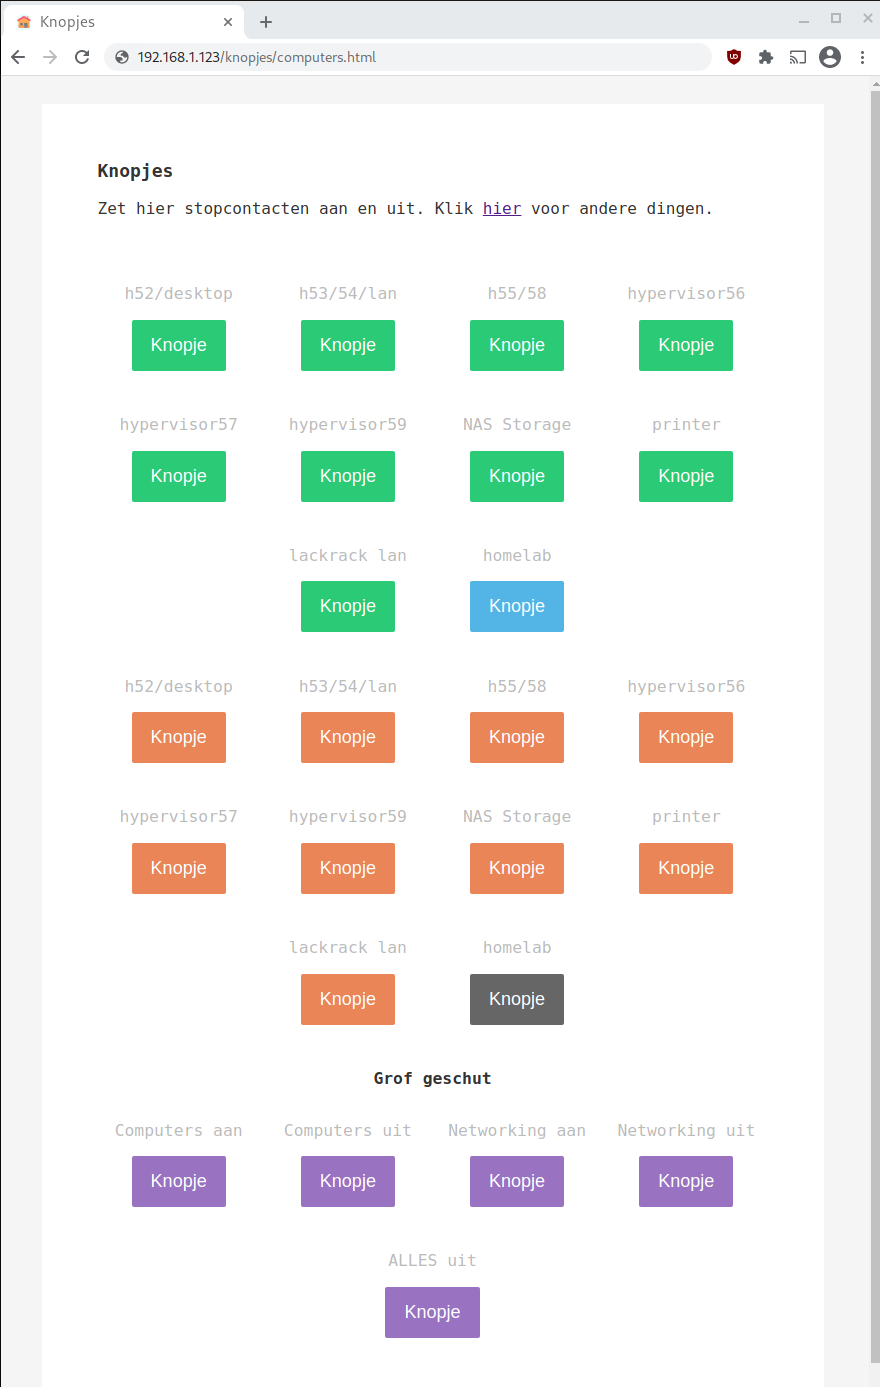 Knopjes
192.168.1.123/knopjes/computers.html
Knopjes
Zet hier stopcontacten aan en uit. Klik hier voor andere dingen.
h52/desktop h53/54/lan h55/58 hypervisor56
Knopje Knopje Knopje Knopje
hypervisor57 hypervisor59 NAS Storage printer
Knopje Knopje Knopje Knopje
lackrack lan homelab
Knopje Knopje
h52/desktop h53/54/lan h55/58 hypervisor56
Knopje Knopje Knopje Knopje
hypervisor57 hypervisor59 NAS Storage printer
Knopje Knopje Knopje Knopje
lackrack lan homelab
Knopje Knopje
Grof geschut
Computers aan Computers uit Networking aan Networking uit
Knopje Knopje Knopje Knopje
ALLES uit
Knopje